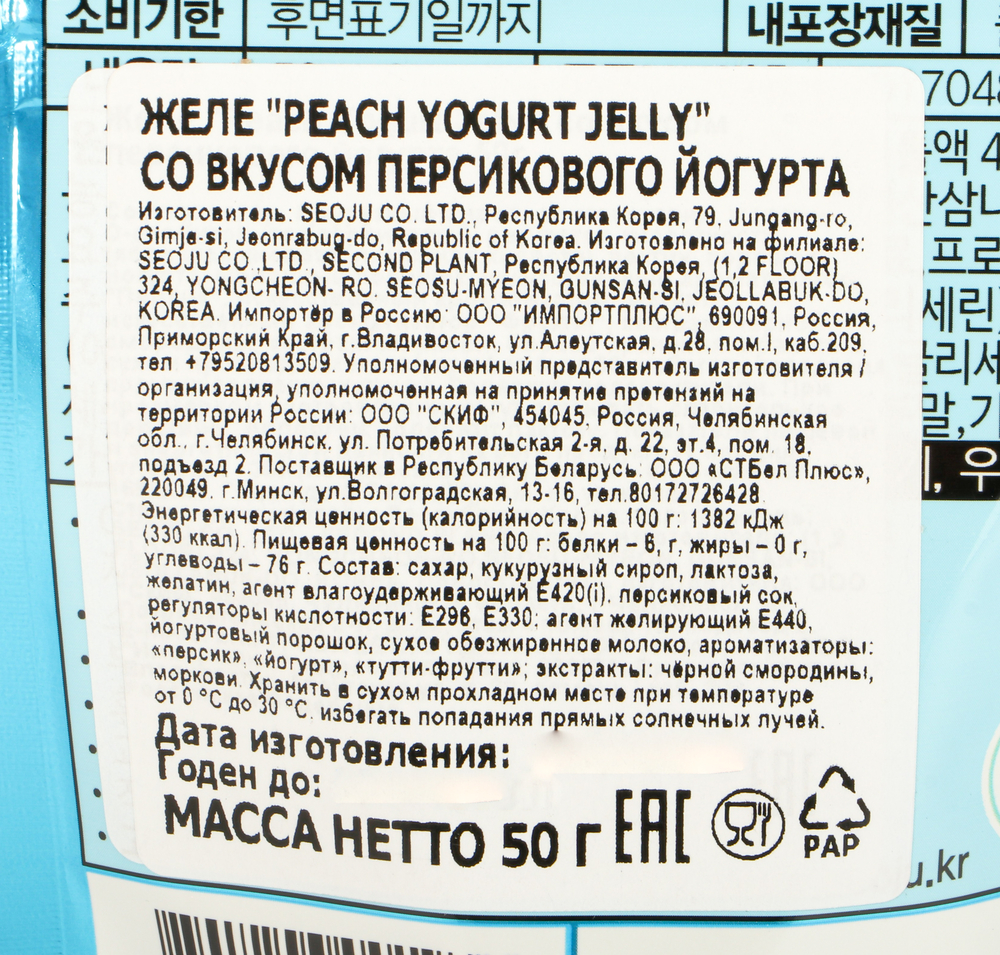 소비기한 후면표기일까지 내포장재질
ЖЕЛЕ "PEACH YOGURT JELLY"
СО ВКУСОМ ПЕРСИКОВОГО ЙОГУРТА
Изготовитель: SEOJU CO. LTD., Республика Корея, 79, Jungang-ro,
Gimje-si, Jeonrabug-do, Republic of Korea. Изготовлено на филиале:
SEOJU CO.,LTD., SECOND PLANT, Республика Корея, (1,2 FLOOR)
324, YONGCHEON- RO, SEOSU-MYEON, GUNSAN-SI, JEOLLABUK-DO,
KOREA. Импортёр в Россию: ООО "ИМПОРТПЛЮС", 690091, Россия,
Приморский Край, г.Владивосток, ул.Алеутская, д.28, пом.I, каб.209,
тел +79520813509. Уполномоченный представитель изготовителя /
организация, уполномоченная на принятие претензий на
территории России: ООО "СКИФ", 454045, Россия, Челябинская
обл., г.Челябинск, ул. Потребительская 2-я, д. 22, эт.4, пом. 18,
подъезд 2. Поставщик в Республику Беларусь: ООО «СТБел Плюс»,
220049, г.Минск, ул.Волгоградская, 13-16, тел.80172726428.
Энергетическая ценность (калорийность) на 100 г: 1382 кДж
(330 ккал). Пищевая ценность на 100 г: белки – 6, г, жиры – 0 г,
углеводы – 76 г. Состав: сахар, кукурузный сироп, лактоза,
желатин, агент влагоудерживающий Е420(i), персиковый сок,
регуляторы кислотности: Е296, Е330; агент желирующий Е440,
йогуртовый порошок, сухое обезжиренное молоко, ароматизаторы:
«персик», «йогурт», «тутти-фрутти»; экстракты: чёрной смородины,
моркови. Хранить в сухом прохладном месте при температуре
от 0 °С до 30 °С. избегать попадания прямых солнечных лучей.
Дата изготовления:
Годен до:
МАССА НЕТТО 50 г EAC
PAP
u.kr